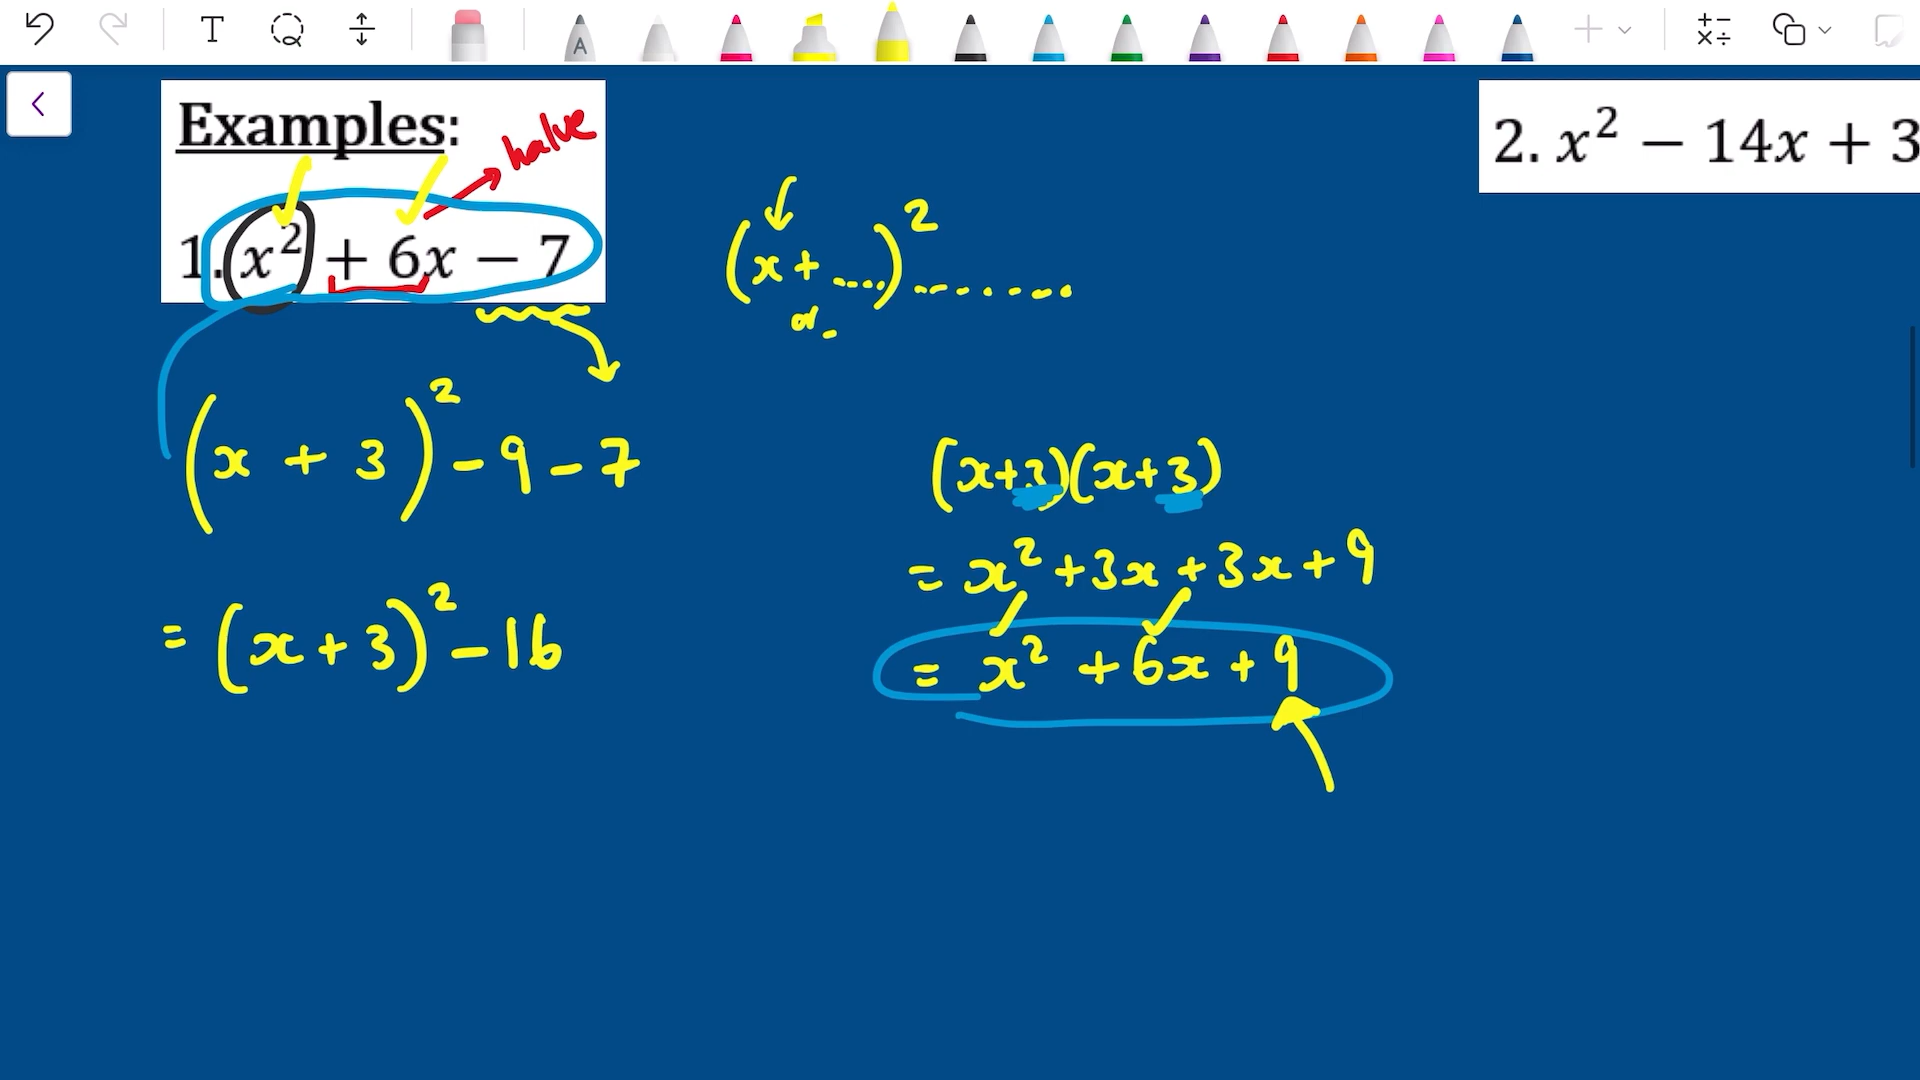 Examples:
halve
1. x² + 6x − 7
2. x² − 14x + 3
(x + ....)² ........
or -
(x + 3)² - 9 - 7
= (x + 3)² - 16
(x+3)(x+3)
= x² + 3x + 3x + 9
= x² + 6x + 9